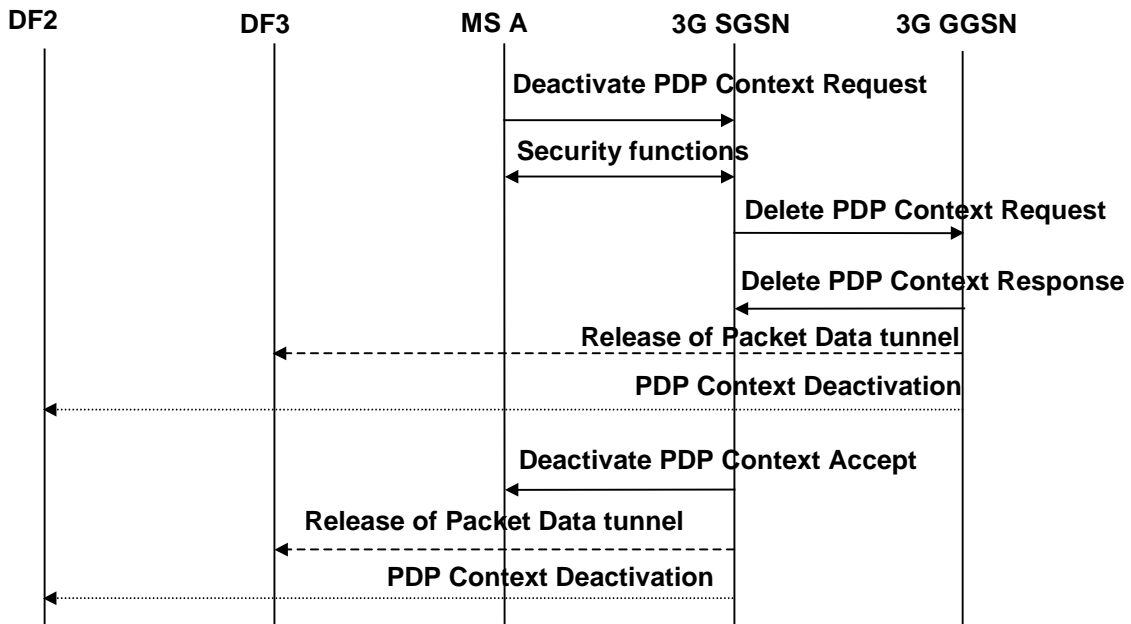 DF2 DF3 MS A 3G SGSN 3G GGSN
Deactivate PDP Context Request
Security functions
Delete PDP Context Request
Delete PDP Context Response
Release of Packet Data tunnel
PDP Context Deactivation
Deactivate PDP Context Accept
Release of Packet Data tunnel
PDP Context Deactivation